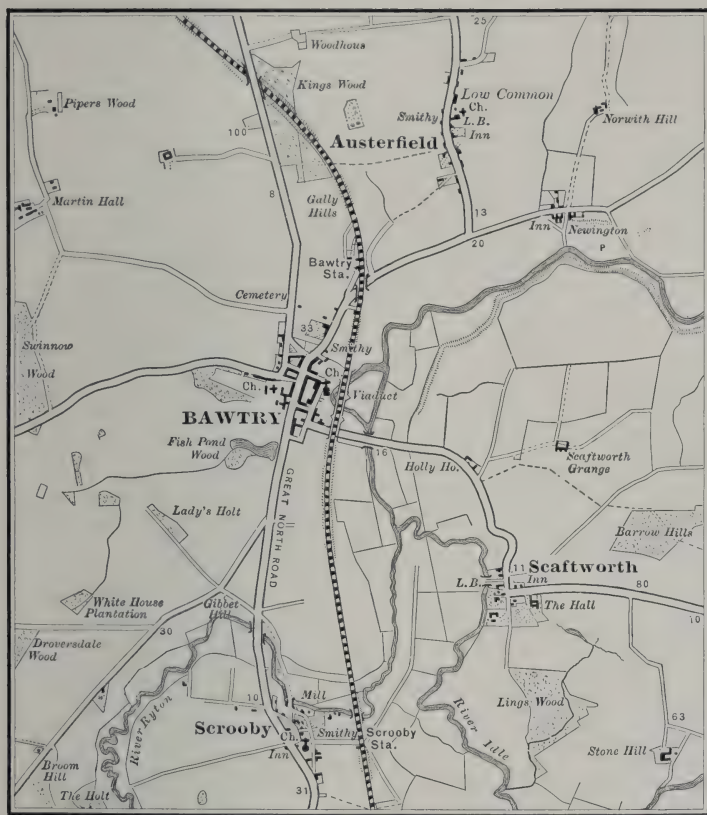 25
Woodhous
Kings Wood
Pipers Wood
Low Common
Ch.
Smithy
L.B.
Inn
Norwith Hill
100
Austerfield
Martin Hall
8
Gally
Hills
13
20
Inn
Newington
P
Bawtry
Sta.
Cemetery
33
Swinnow
Wood
Smithy
Ch.
Ch.
Viaduct
BAWTRY
Fish Pond
Wood
16
Holly Ho.
Scaftworth
Grange
GREAT NORTH ROAD
Lady's Holt
Barrow Hills
11
Scaftworth
L.B.
Inn
80
The Hall
10
White House
Plantation
Gibbet
Hill
30
Droversdale
Wood
River Ryton
10
Mill
Lings Wood
Scrooby
Ch.
Smithy
Scrooby
Sta.
River Idle
63
Inn
Stone Hill
Broom
Hill
The Holt
31